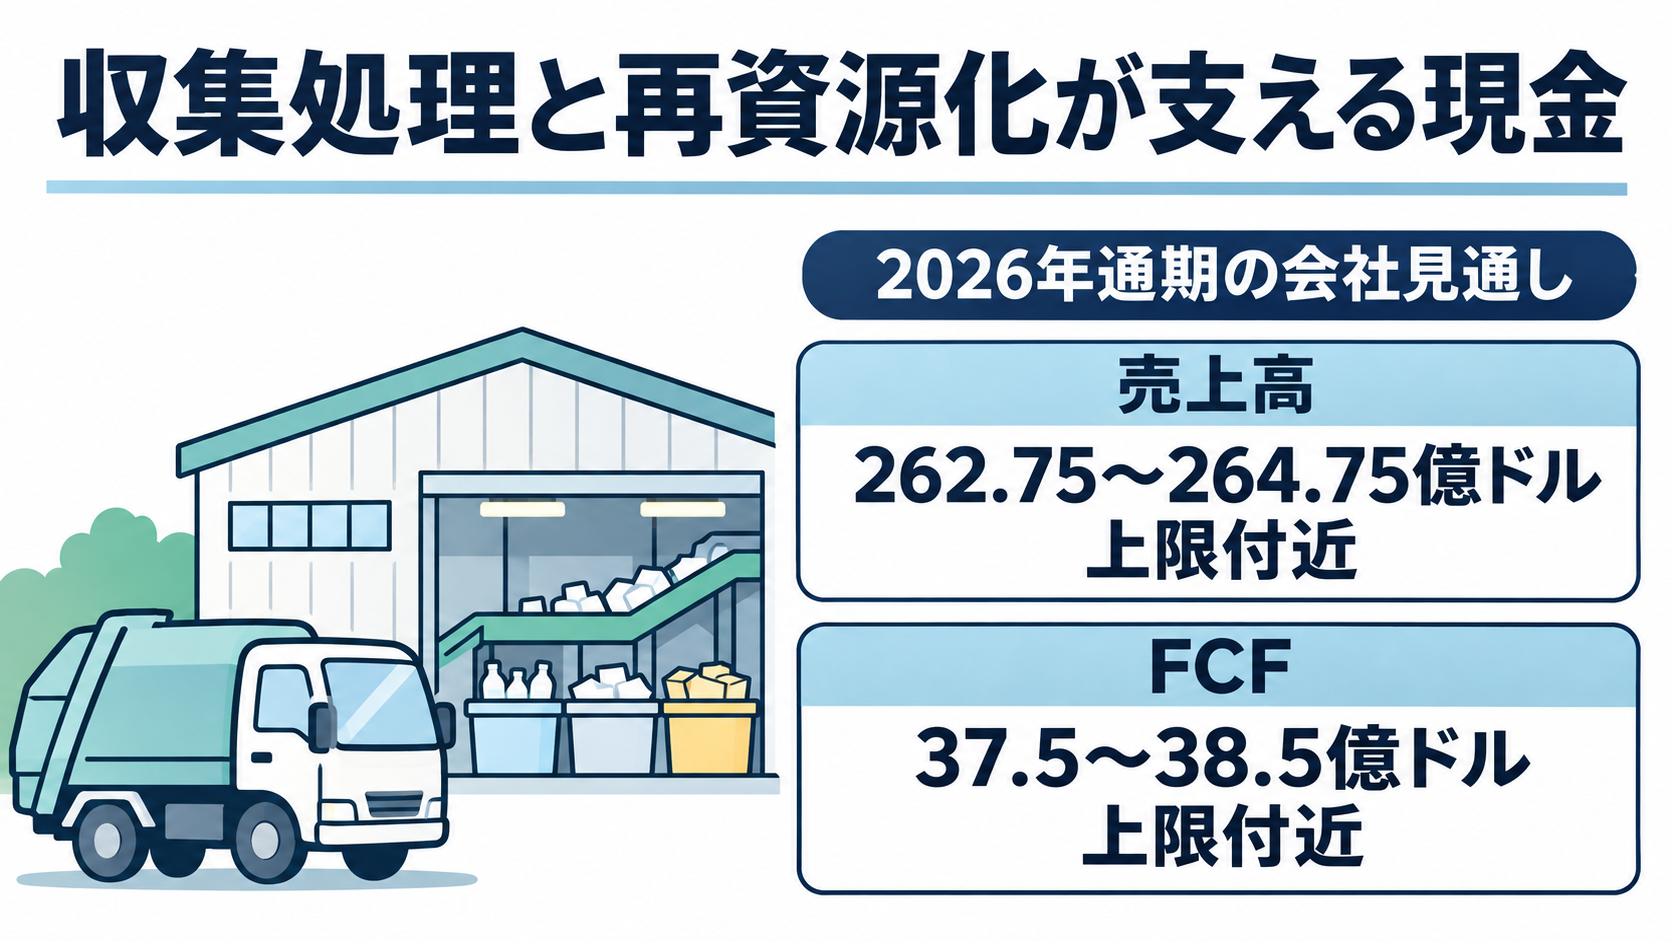 収集処理と再資源化が支える現金
2026年通期の会社見通し
売上高
262.75〜264.75億ドル
上限付近
FCF
37.5〜38.5億ドル
上限付近